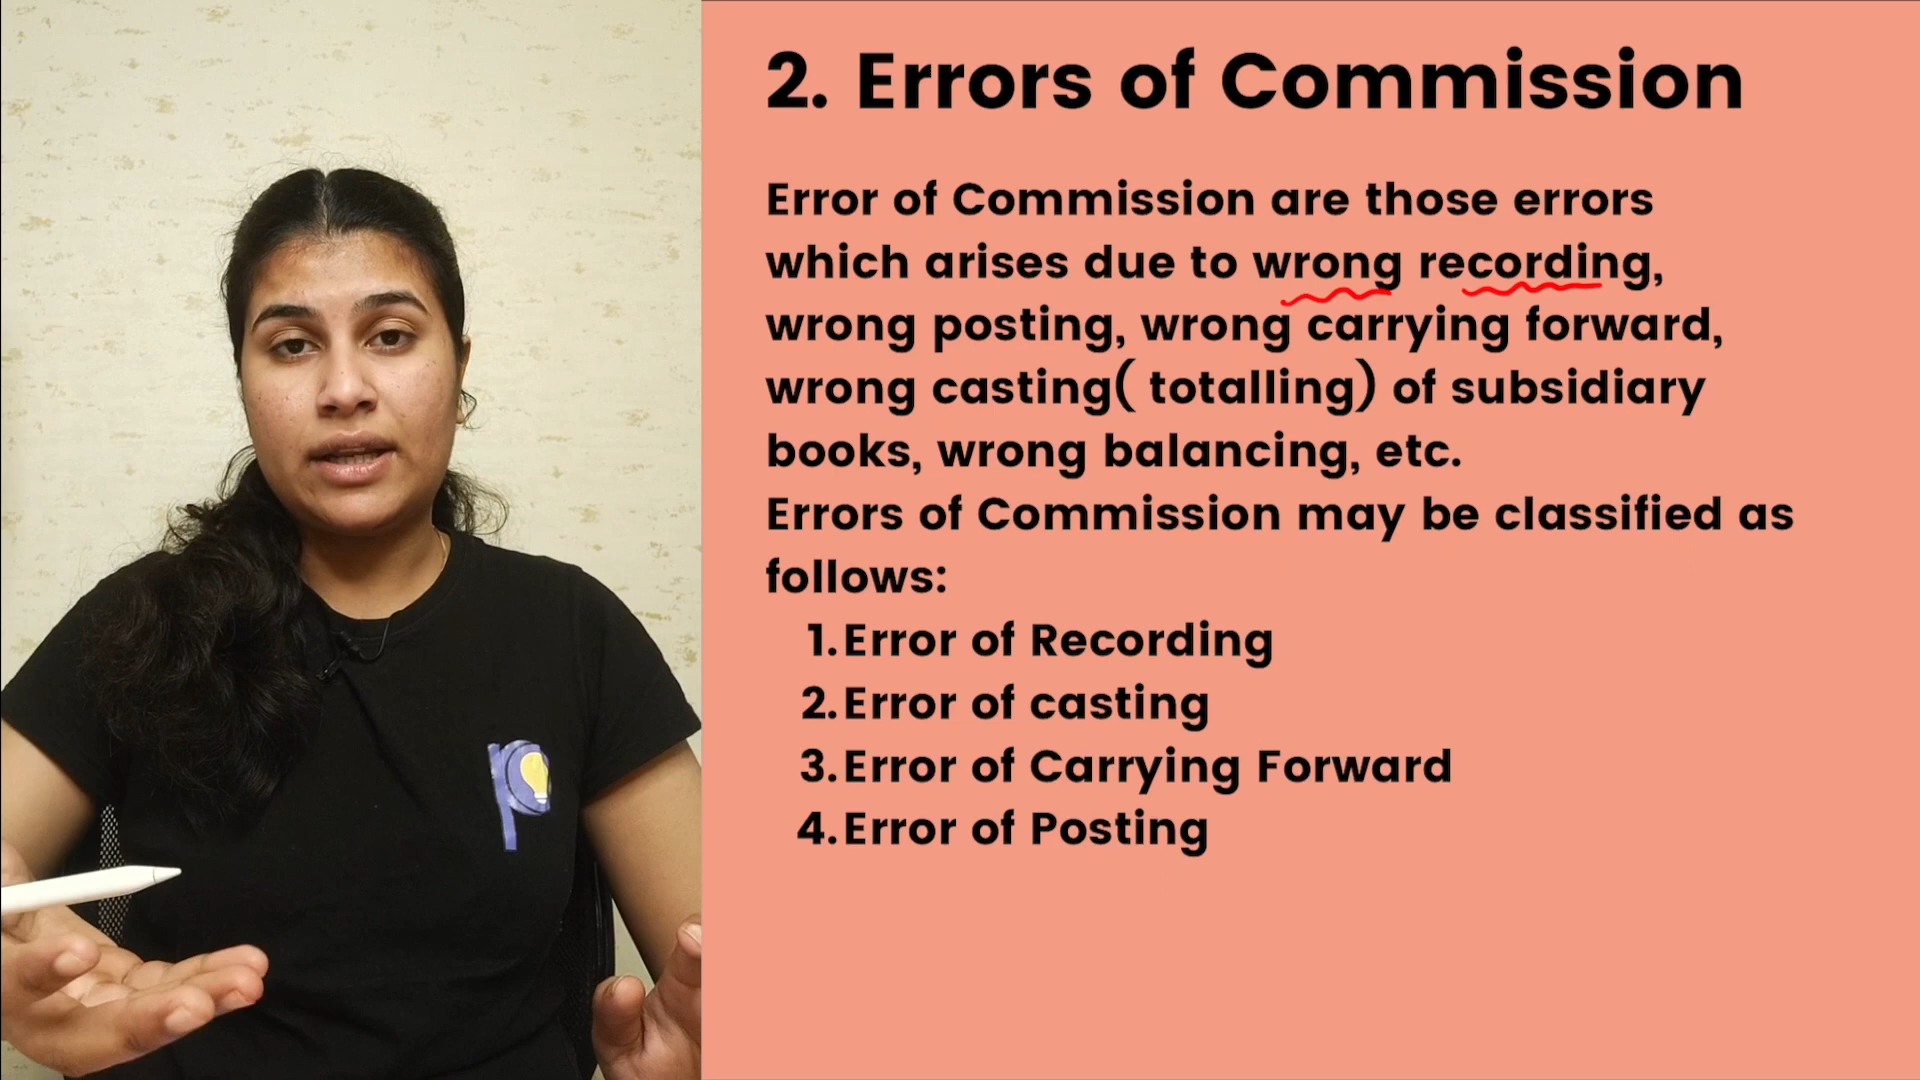 2. Errors of Commission
Error of Commission are those errors
which arises due to wrong recording,
wrong posting, wrong carrying forward,
wrong casting( totalling) of subsidiary
books, wrong balancing, etc.
Errors of Commission may be classified as
follows:
1. Error of Recording
2. Error of casting
3. Error of Carrying Forward
4. Error of Posting